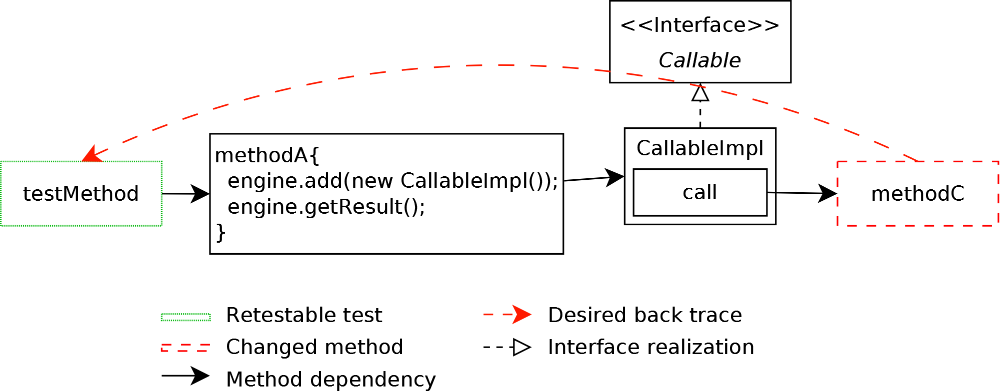 <<Interface>>
Callable
testMethod
methodA{
engine.add(new CallableImpl());
engine.getResult();
}
CallableImpl
call
methodC
Retestable test
Changed method
Method dependency
Desired back trace
Interface realization